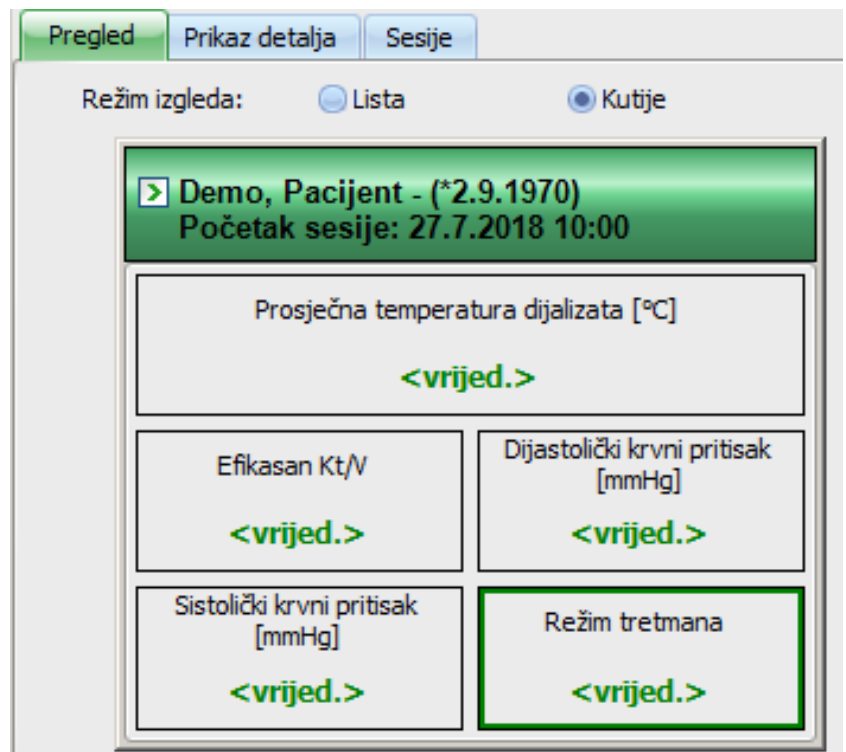 Pregled Prikaz detalja Sesije
Režim izgleda: Lista Kutije
Demo, Pacijent - (*2.9.1970)
Početak sesije: 27.7.2018 10:00
Prosječna temperatura dijalizata [°C]
<vrijed.>
Efikasan Kt/V
<vrijed.>
Dijastolički krvni pritisak
[mmHg]
<vrijed.>
Sistolički krvni pritisak
[mmHg]
<vrijed.>
Režim tretmana
<vrijed.>